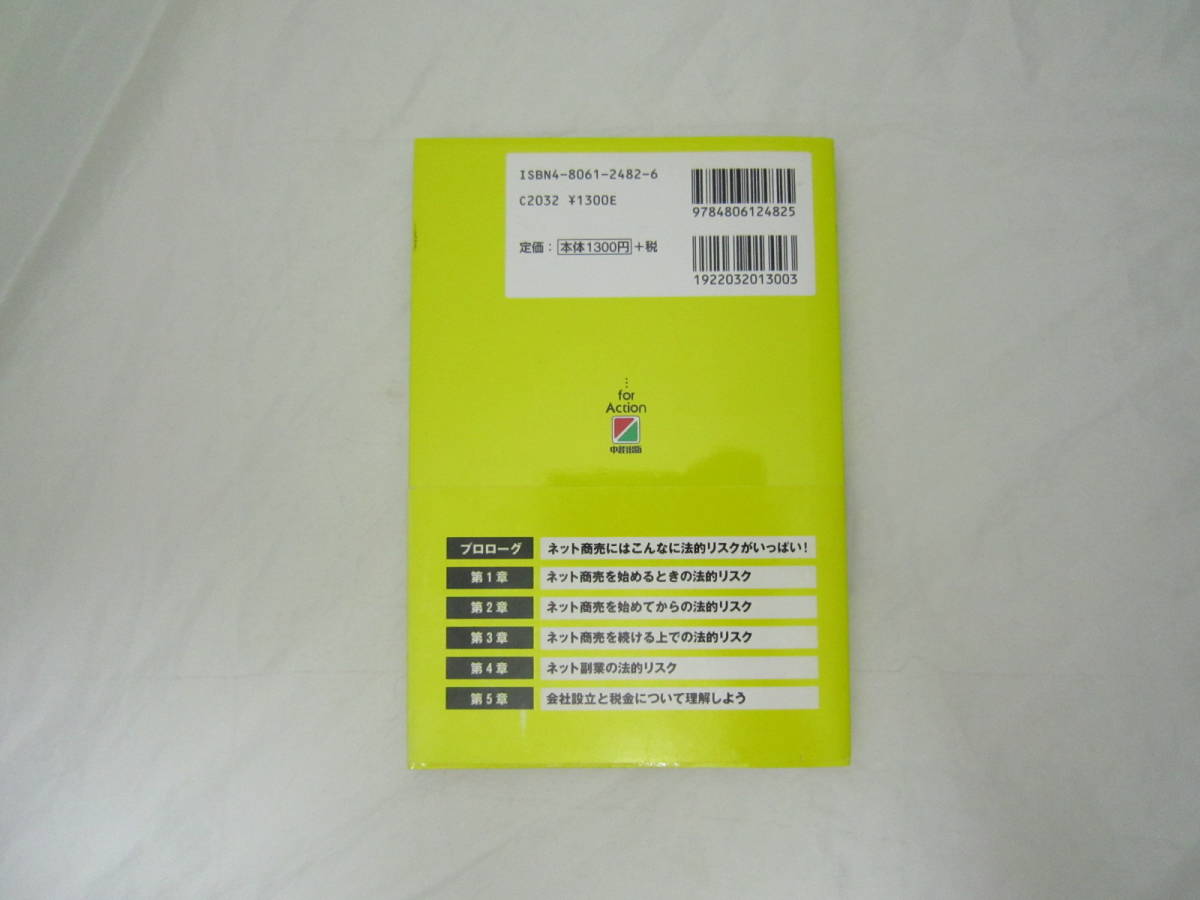 ISBN4-8061-2482-6
C2032 ¥1300E
定価：本体1300円+税
9784806124825
1922032013003
…for
Action
中経出版
プロローグ ネット商売にはこんなに法的リスクがいっぱい！
第1章 ネット商売を始めるときの法的リスク
第2章 ネット商売を始めてからの法的リスク
第3章 ネット商売を続ける上での法的リスク
第4章 ネット副業の法的リスク
第5章 会社設立と税金について理解しよう